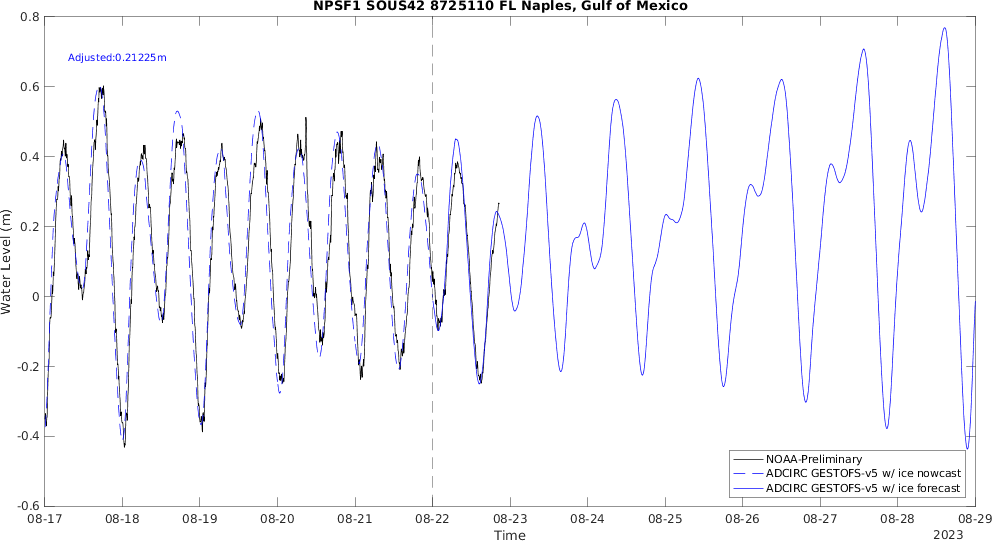 NPSF1 SOUS42 8725110 FL Naples, Gulf of Mexico
Adjusted:0.21225m
Water Level (m)
0.8
0.6
0.4
0.2
0
-0.2
-0.4
-0.6
NOAA-Preliminary
ADCIRC GESTOFS-v5 w/ ice nowcast
ADCIRC GESTOFS-v5 w/ ice forecast
08-17 08-18 08-19 08-20 08-21 08-22 08-23 08-24 08-25 08-26 08-27 08-28 08-29
Time
2023